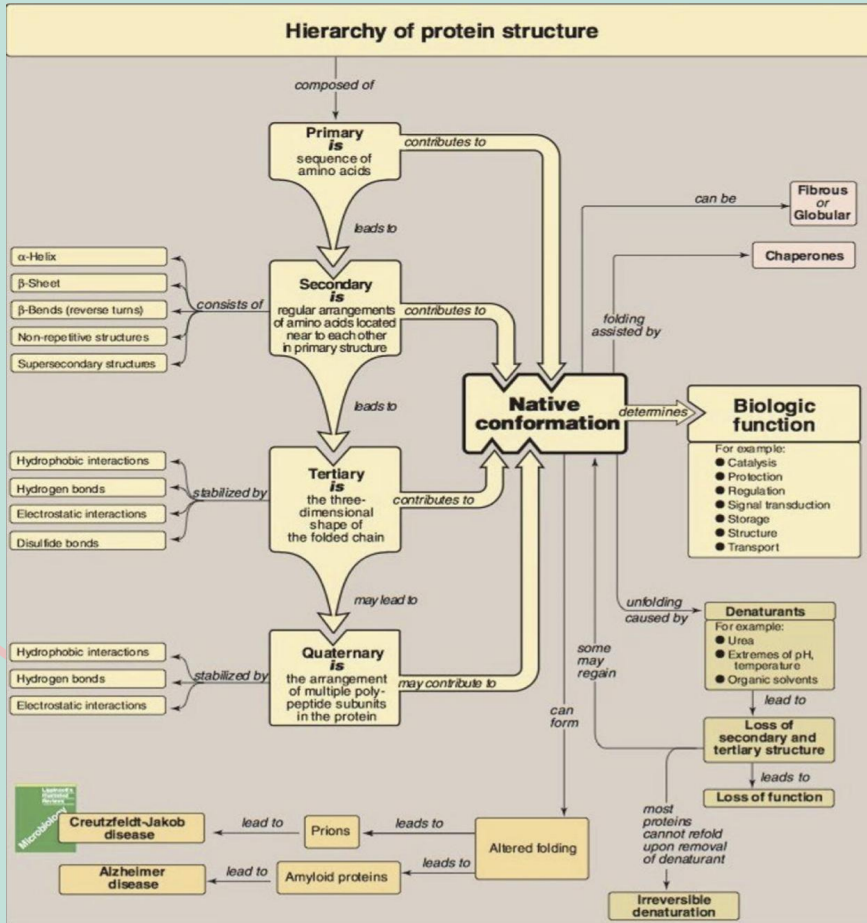 Hierarchy of protein structure
composed of
Primary
is
sequence of
amino acids
contributes to
leads to
can be
Fibrous
or
Globular
Chaperones
folding
assisted by
α-Helix
β-Sheet
β-Bends (reverse turns)
Non-repetitive structures
Supersecondary structures
consists of
Secondary
is
regular arrangements
of amino acids located
near to each other
in primary structure
contributes to
leads to
Native
conformation
determines
Biologic
function
For example:
● Catalysis
● Protection
● Regulation
● Signal transduction
● Storage
● Structure
● Transport
Hydrophobic interactions
Hydrogen bonds
Electrostatic interactions
Disulfide bonds
stabilized by
Tertiary
is
the three-
dimensional
shape of
the folded chain
contributes to
may lead to
Hydrophobic interactions
Hydrogen bonds
Electrostatic interactions
stabilized by
Quaternary
is
the arrangement
of multiple poly-
peptide subunits
in the protein
may contribute to
some
may
regain
unfolding
caused by
Denaturants
For example:
● Urea
● Extremes of pH,
temperature
● Organic solvents
lead to
Loss of
secondary and
tertiary structure
leads to
Loss of function
most
proteins
cannot refold
upon removal
of denaturant
Irreversible
denaturation
can
form
Altered folding
leads to
Prions
lead to
Creutzfeldt-Jakob
disease
leads to
Amyloid proteins
lead to
Alzheimer
disease
Lippincott's
Illustrated
Reviews
Microbiology